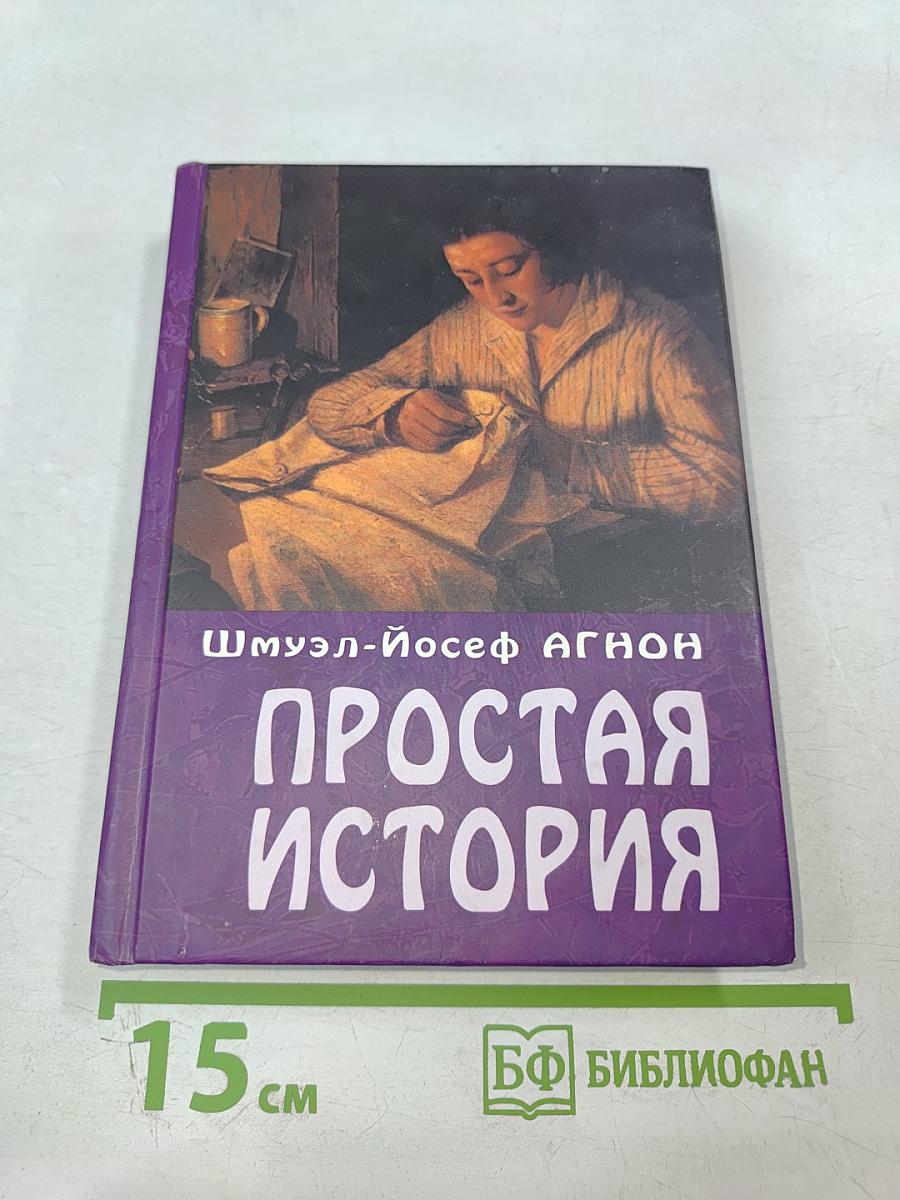 Шмуэл-Йосеф АГНОН
ПРОСТАЯ
ИСТОРИЯ
15 см
БФ БИБЛИОФАН